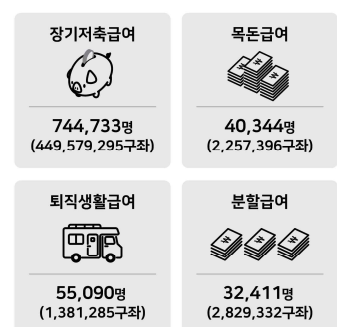 장기저축급여
744,733명
(449,579,295구좌)
목돈급여
40,344명
(2,257,396구좌)
퇴직생활급여
55,090명
(1,381,285구좌)
분할급여
32,411명
(2,829,332구좌)